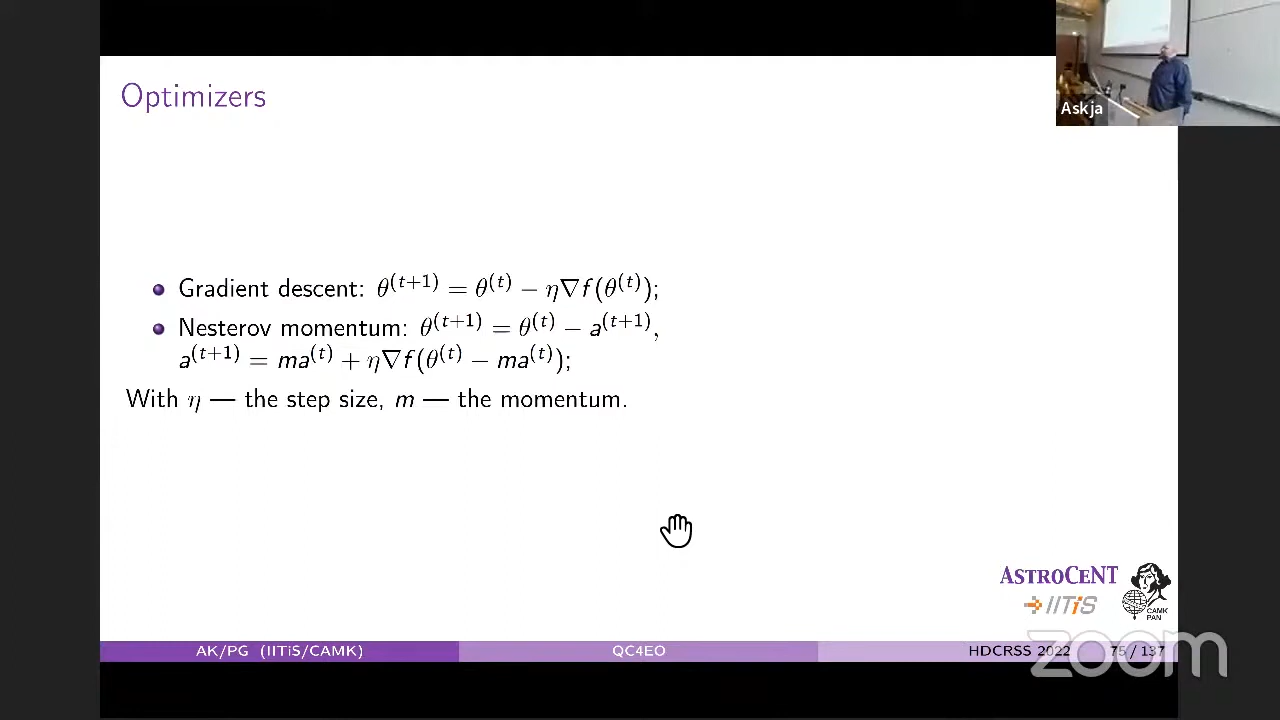 Optimizers
Askja
Gradient descent: θ^(t+1) = θ^(t) − η∇f(θ^(t));
Nesterov momentum: θ^(t+1) = θ^(t) − a^(t+1),
a^(t+1) = ma^(t) + η∇f(θ^(t) − ma^(t));
With η — the step size, m — the momentum.
ASTROCENT
IITiS
CAMK
PAN
AK/PG (IITiS/CAMK) QC4EO HDCRSS 2022 75 / 137
zoom